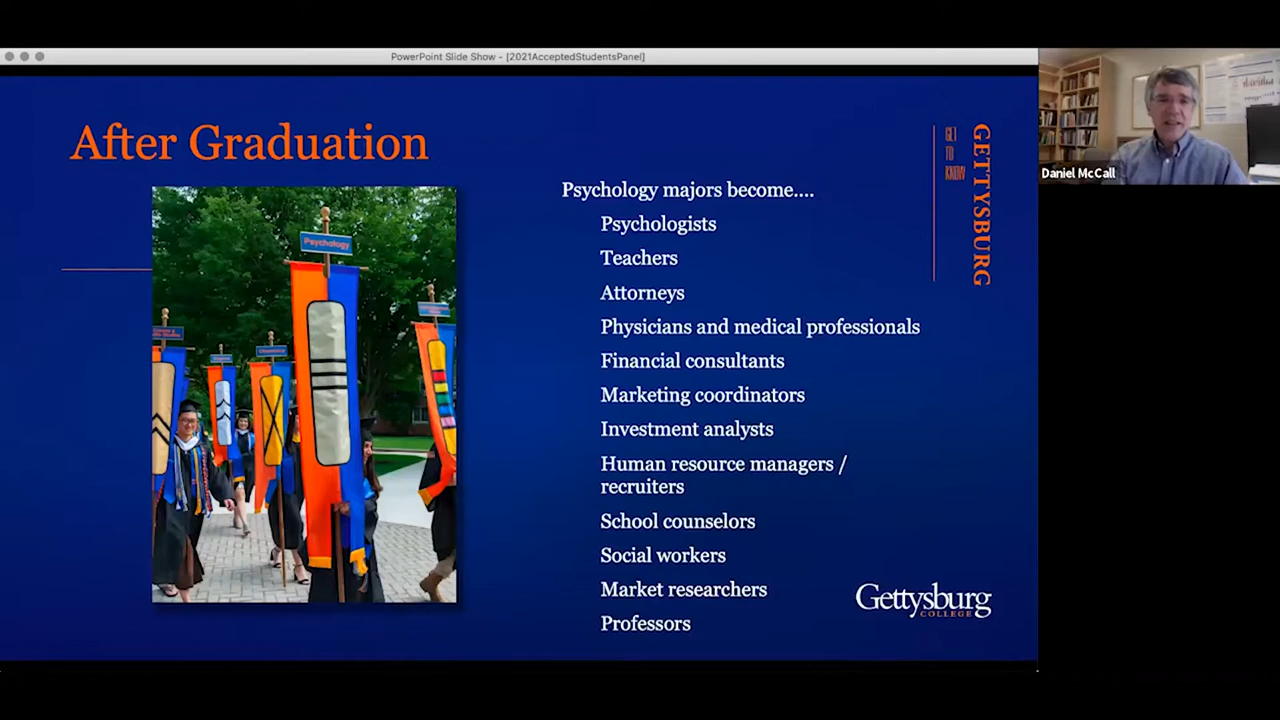 PowerPoint Slide Show - [2021AcceptedStudentsPanel]
After Graduation
Psychology majors become....
Psychologists
Teachers
Attorneys
Physicians and medical professionals
Financial consultants
Marketing coordinators
Investment analysts
Human resource managers /
recruiters
School counselors
Social workers
Market researchers
Professors
Psychology
GET
TO
KNOW
GETTYSBURG
Gettysburg
COLLEGE
Daniel McCall